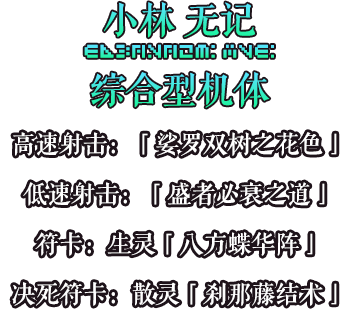 小林 无记
综合型机体
高速射击：「娑罗双树之花色」
低速射击：「盛者必衰之道」
符卡：生灵「八方蝶华阵」
决死符卡：散灵「刹那藤结术」